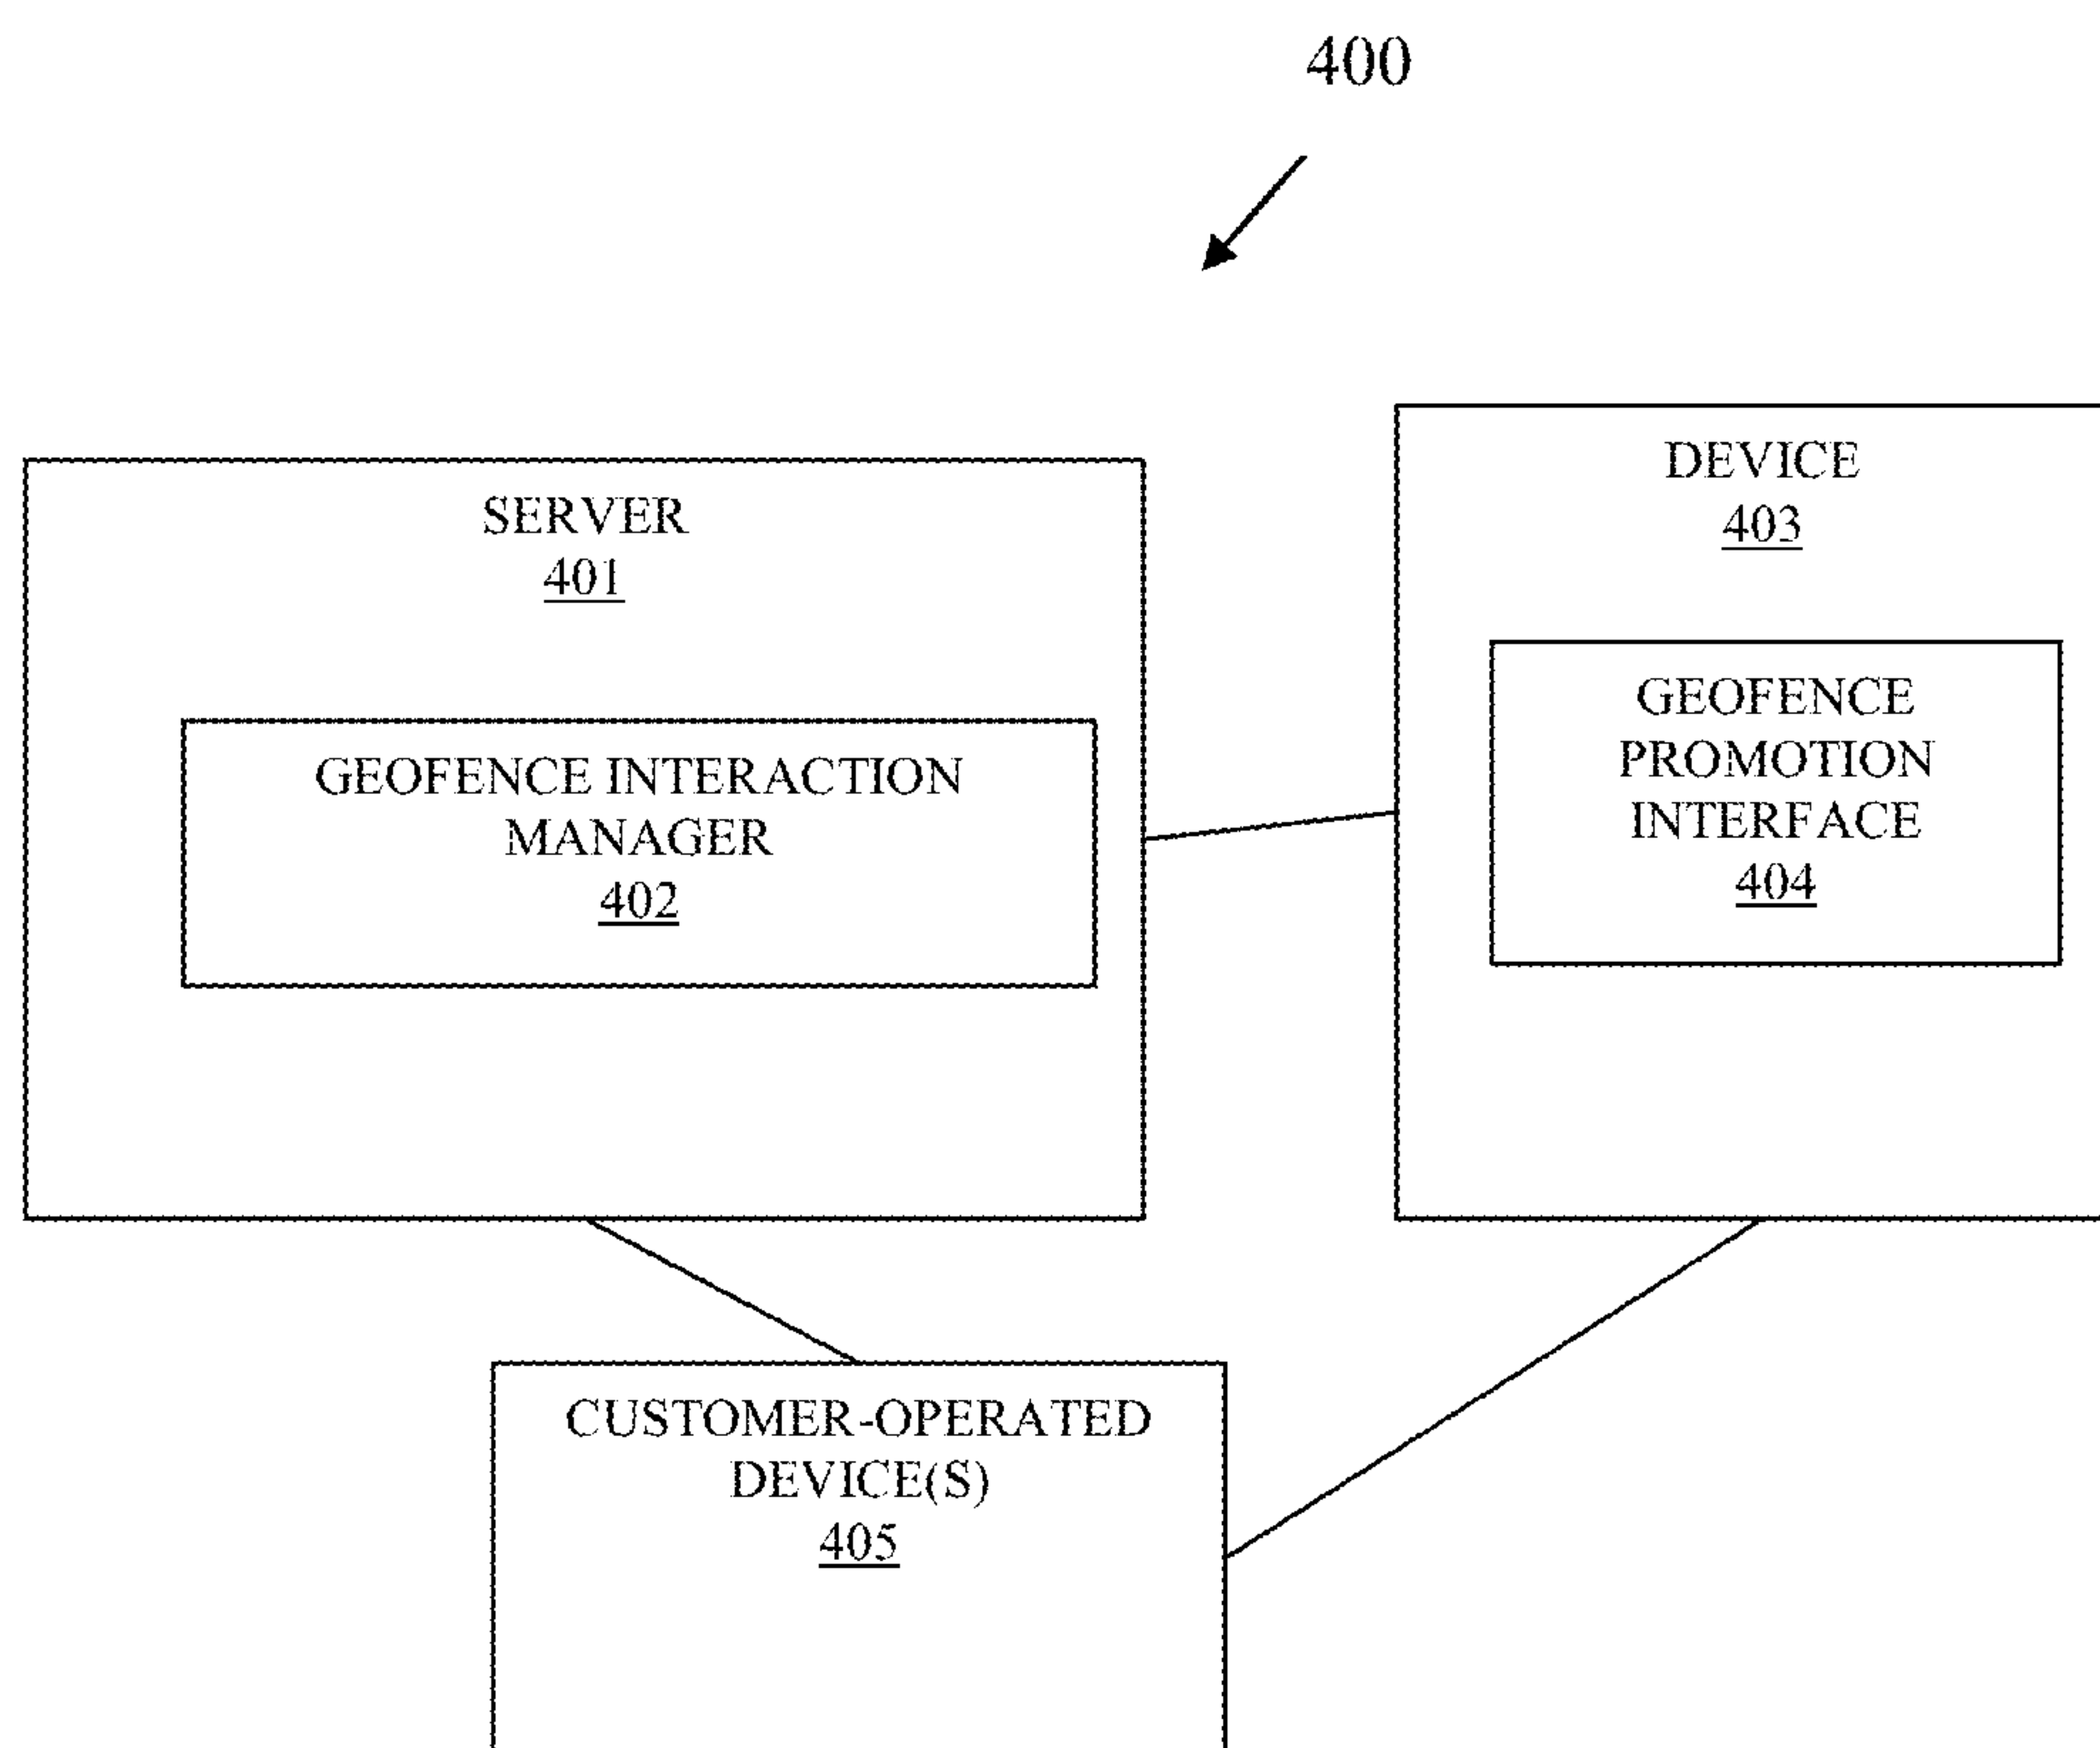 400
SERVER
401
GEOFENCE INTERACTION
MANAGER
402
DEVICE
403
GEOFENCE
PROMOTION
INTERFACE
404
CUSTOMER-OPERATED
DEVICE(S)
405